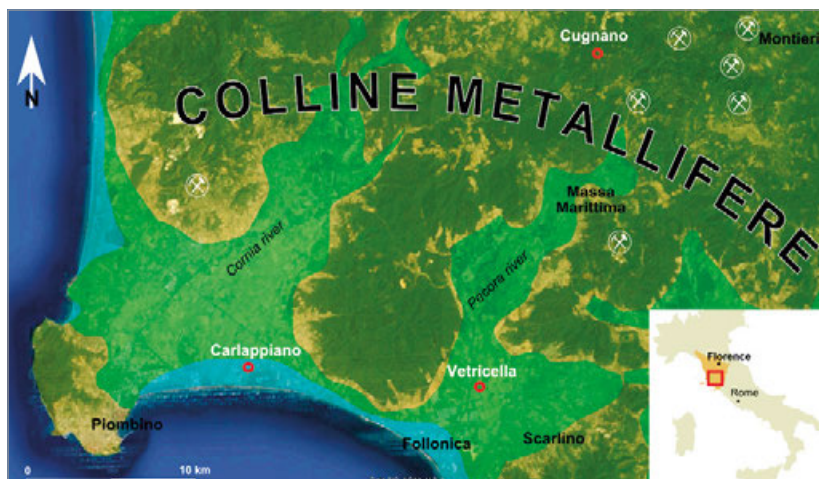 Cugnano
Montieri
N
COLLINE METALLIFERE
Massa
Marittima
Cornia river
Pecora river
Carlappiano
Vetricella
Piombino
Follonica
Scarlino
Florence
Rome
0
10 km